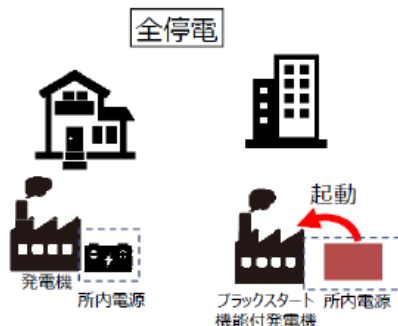 全停電
起動
発電機
所内電源
ブラックスタート
機能付発電機
所内電源